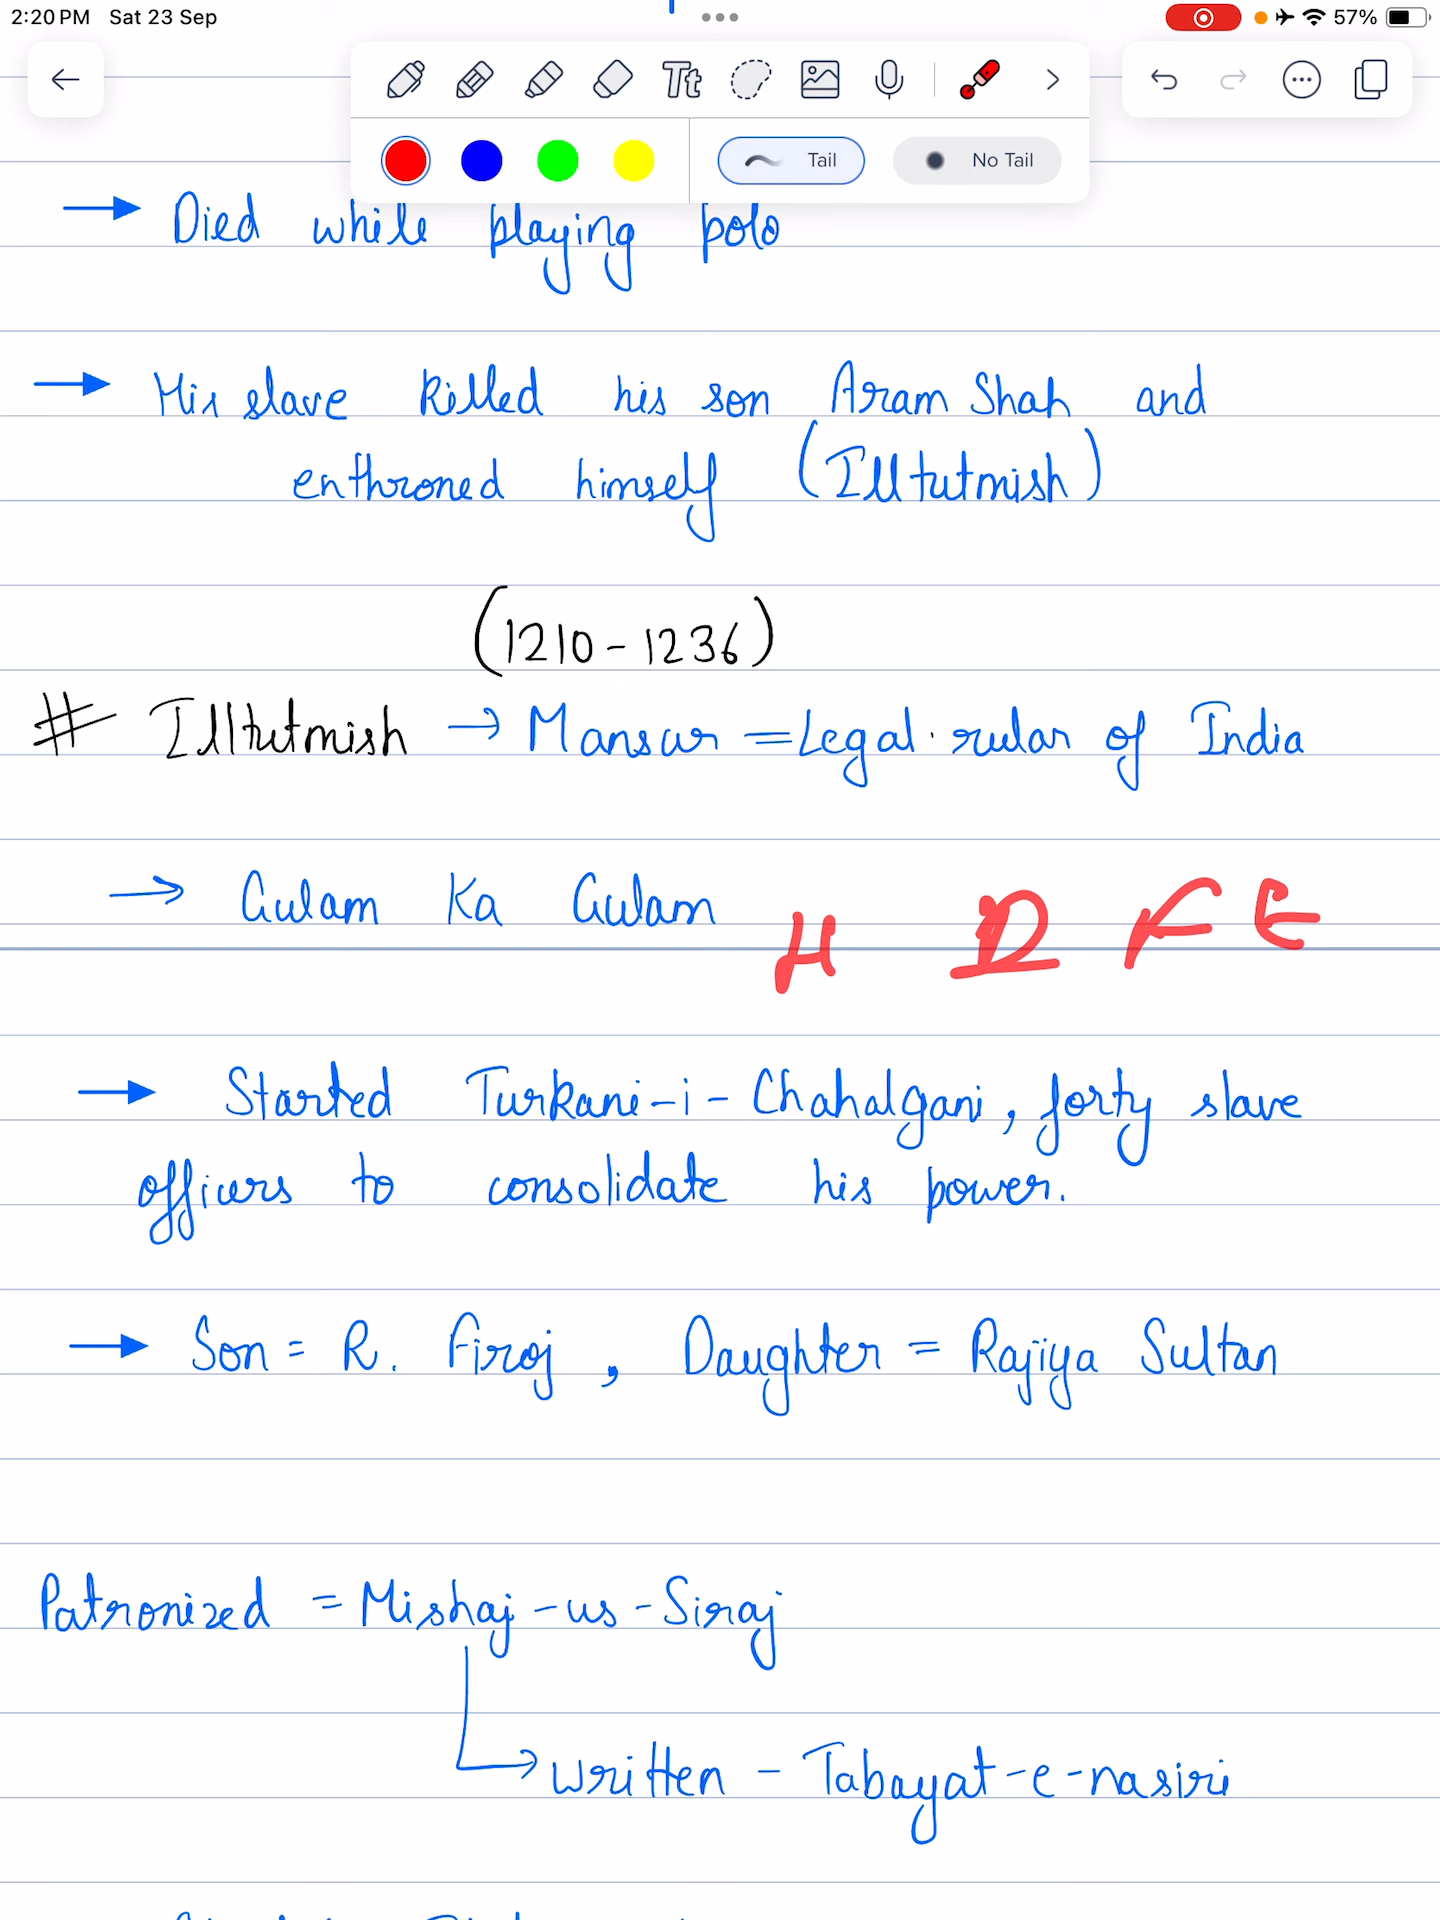 2:20 PM Sat 23 Sep 57%
Tt
Tail No Tail
→ Died while playing polo
→ His slave killed his son Aram Shah and
enthroned himself (Illtutmish)
(1210-1236)
# Illtutmish → Mansur = Legal rular of India
→ Gulam Ka Gulam
H D F E
→ Started Turkani-i-Chahalgani, forty slave
officers to consolidate his power.
→ Son = R. Firoj, Daughter = Rajiya Sultan
Patronized = Mishaj-us-Siraj
→ written - Tabayat-e-nasiri